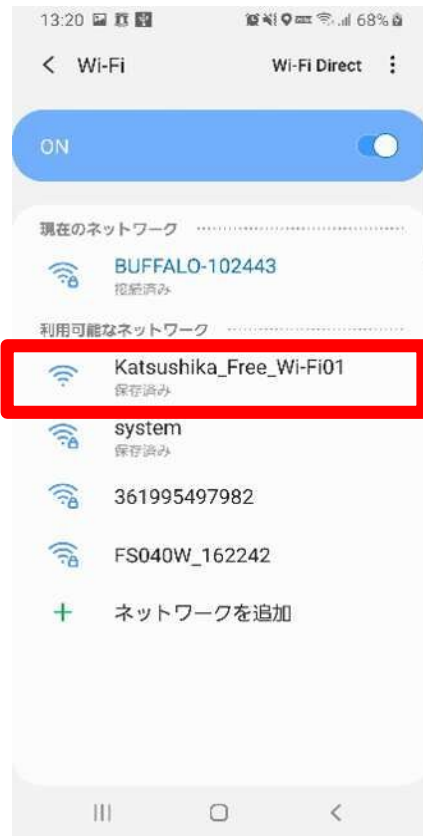 13:20 68%
Wi-Fi Wi-Fi Direct
ON
現在のネットワーク
BUFFALO-102443
接続済み
利用可能なネットワーク
Katsushika_Free_Wi-Fi01
保存済み
system
保存済み
361995497982
FS040W_162242
ネットワークを追加